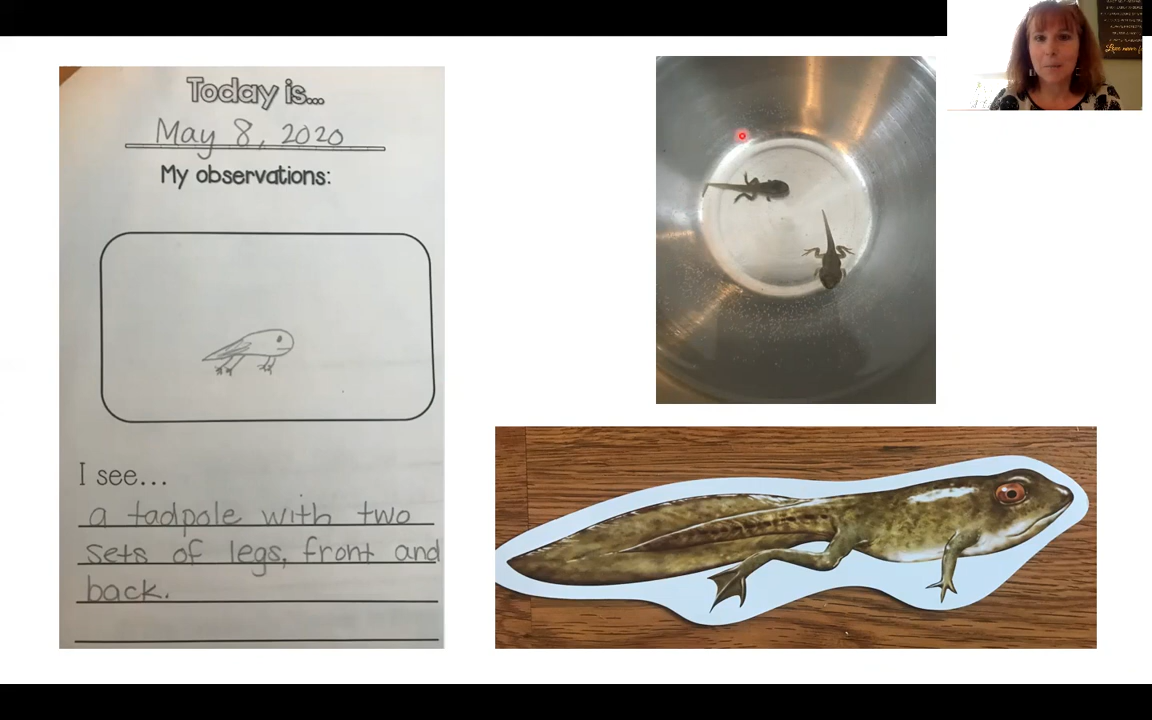 Today is...
May 8, 2020
My observations:
I see...
a tadpole with two
sets of legs, front and
back.